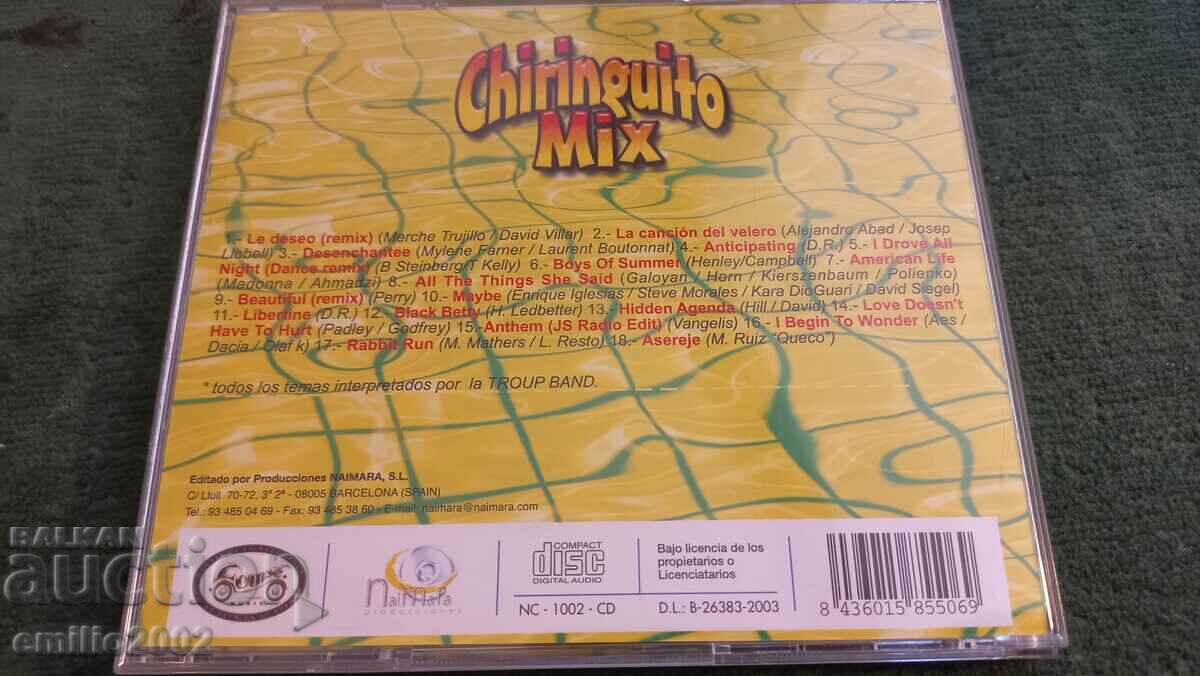 Chiringuito
Mix
1.- Le deseo (remix) (Merche Trujillo / David Villar) 2.- La canción del velero (Alejandro Abad / Josep
Llobell) 3.- Desenchantee (Mylene Farner / Laurent Boutonnat) 4.- Anticipating (D.R.) 5.- I Drove All
Night (Dance remix) (B Steinberg/T Kelly) 6.- Boys Of Summer (Henley/Campbell) 7.- American Life
(Madonna / Ahmadzi) 8.- All The Things She Said (Galoyan / Horn / Kierszenbaum / Polienko)
9.- Beautiful (remix) (Perry) 10.- Maybe (Enrique Iglesias / Steve Morales / Kara DioGuari / David Siegel)
11.- Libertine (D.R.) 12.- Black Betty (H. Ledbetter) 13.- Hidden Agenda (Hill / David) 14.- Love Doesn't
Have To Hurt (Padley / Godfrey) 15.-Anthem (JS Radio Edit) (Vangelis) 16.- I Begin To Wonder (Aes /
Dacia / Olaf k) 17.- Rabbit Run (M. Mathers / L. Resto) 18.- Asereje (M. Ruiz "Queco")
* todos los temas interpretados por la TROUP BAND.
Editado por Producciones NAIMARA, S.L.
C/ Llull 70-72, 3º 2ª - 08005 BARCELONA (SPAIN)
Tel.: 93 485 04 69 - Fax: 93 485 38 60 - E-mail: naimara@naimara.com
BALKAN
auction
emilio2002
MUSIC
NaiMaRa
producciones
COMPACT
disc
DIGITAL AUDIO
NC - 1002 - CD
Bajo licencia de los
propietarios o
Licenciatarios
D.L.: B-26383-2003
8 436015 855069